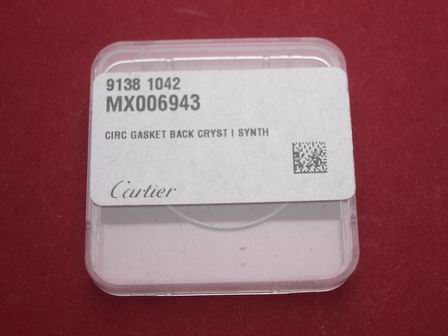 9138 1042
MX006943
CIRC GASKET BACK CRYST I SYNTH
Cartier